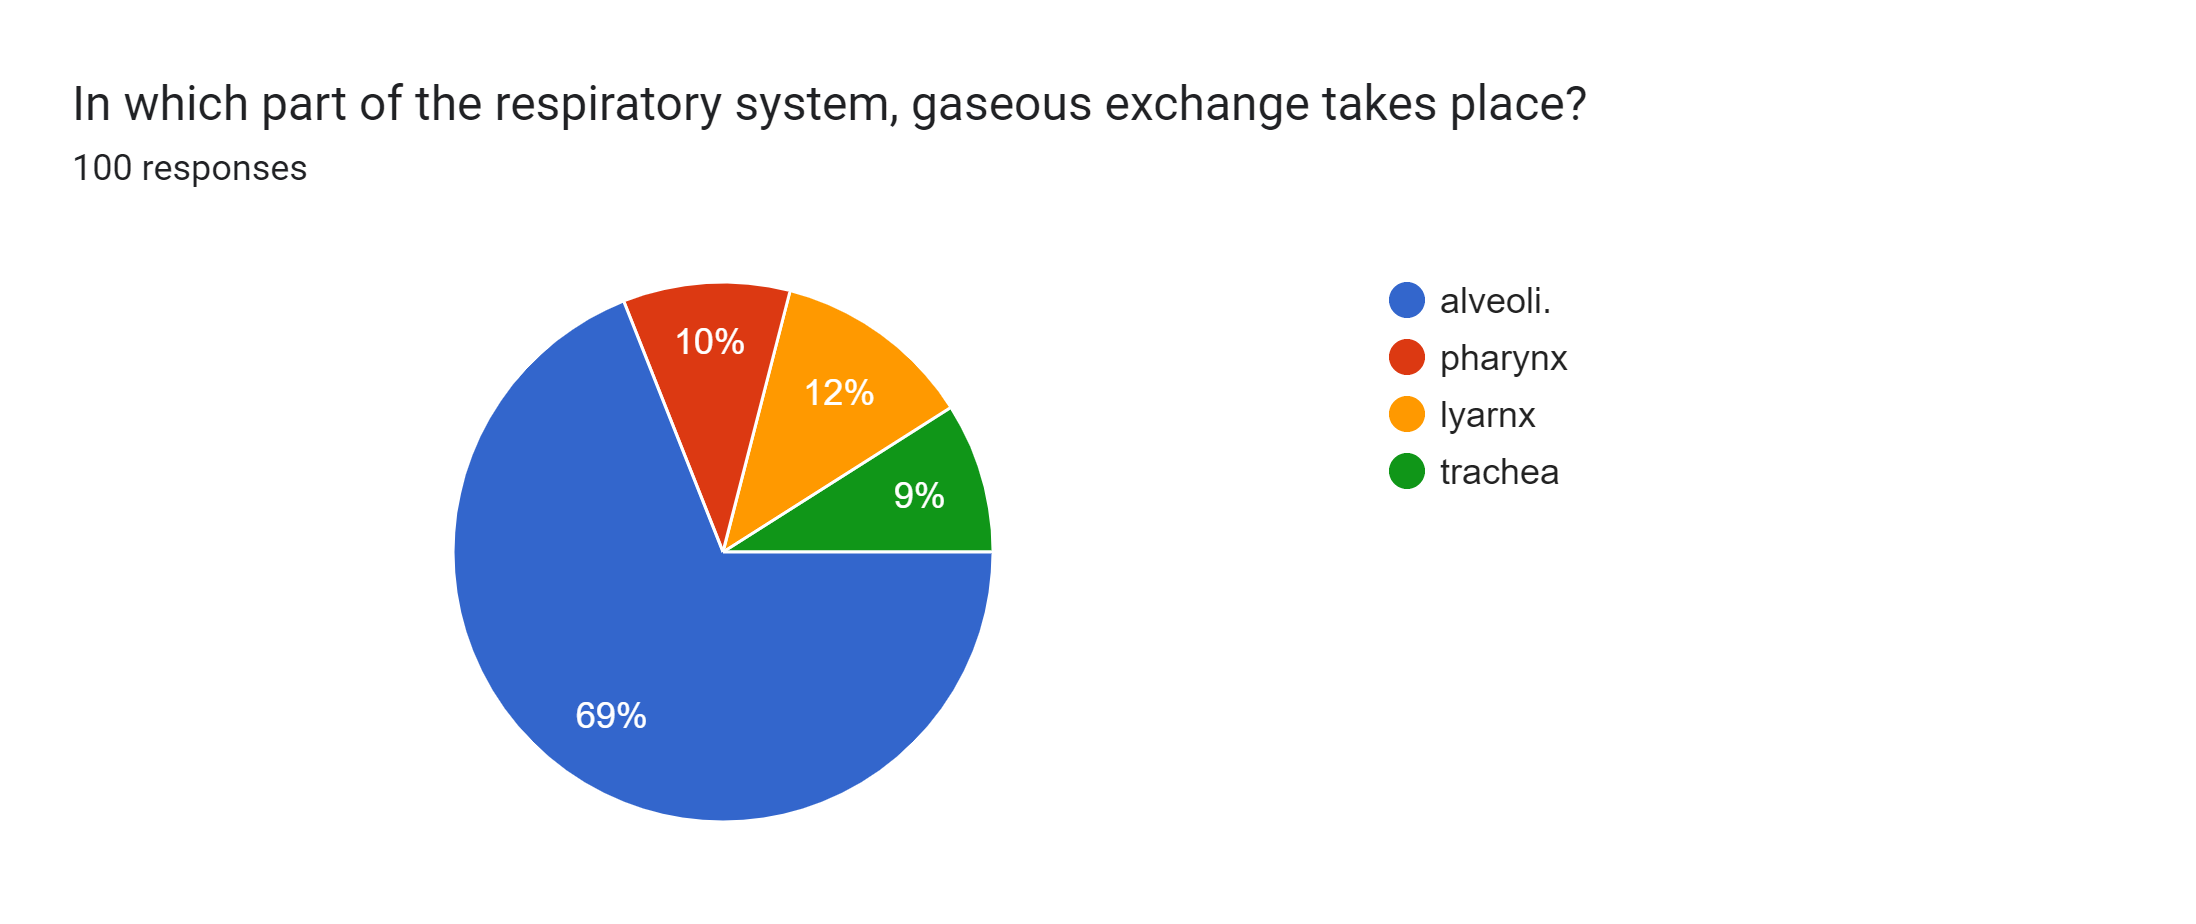 In which part of the respiratory system, gaseous exchange takes place?
100 responses
10%
12%
9%
69%
alveoli.
pharynx
lyarnx
trachea